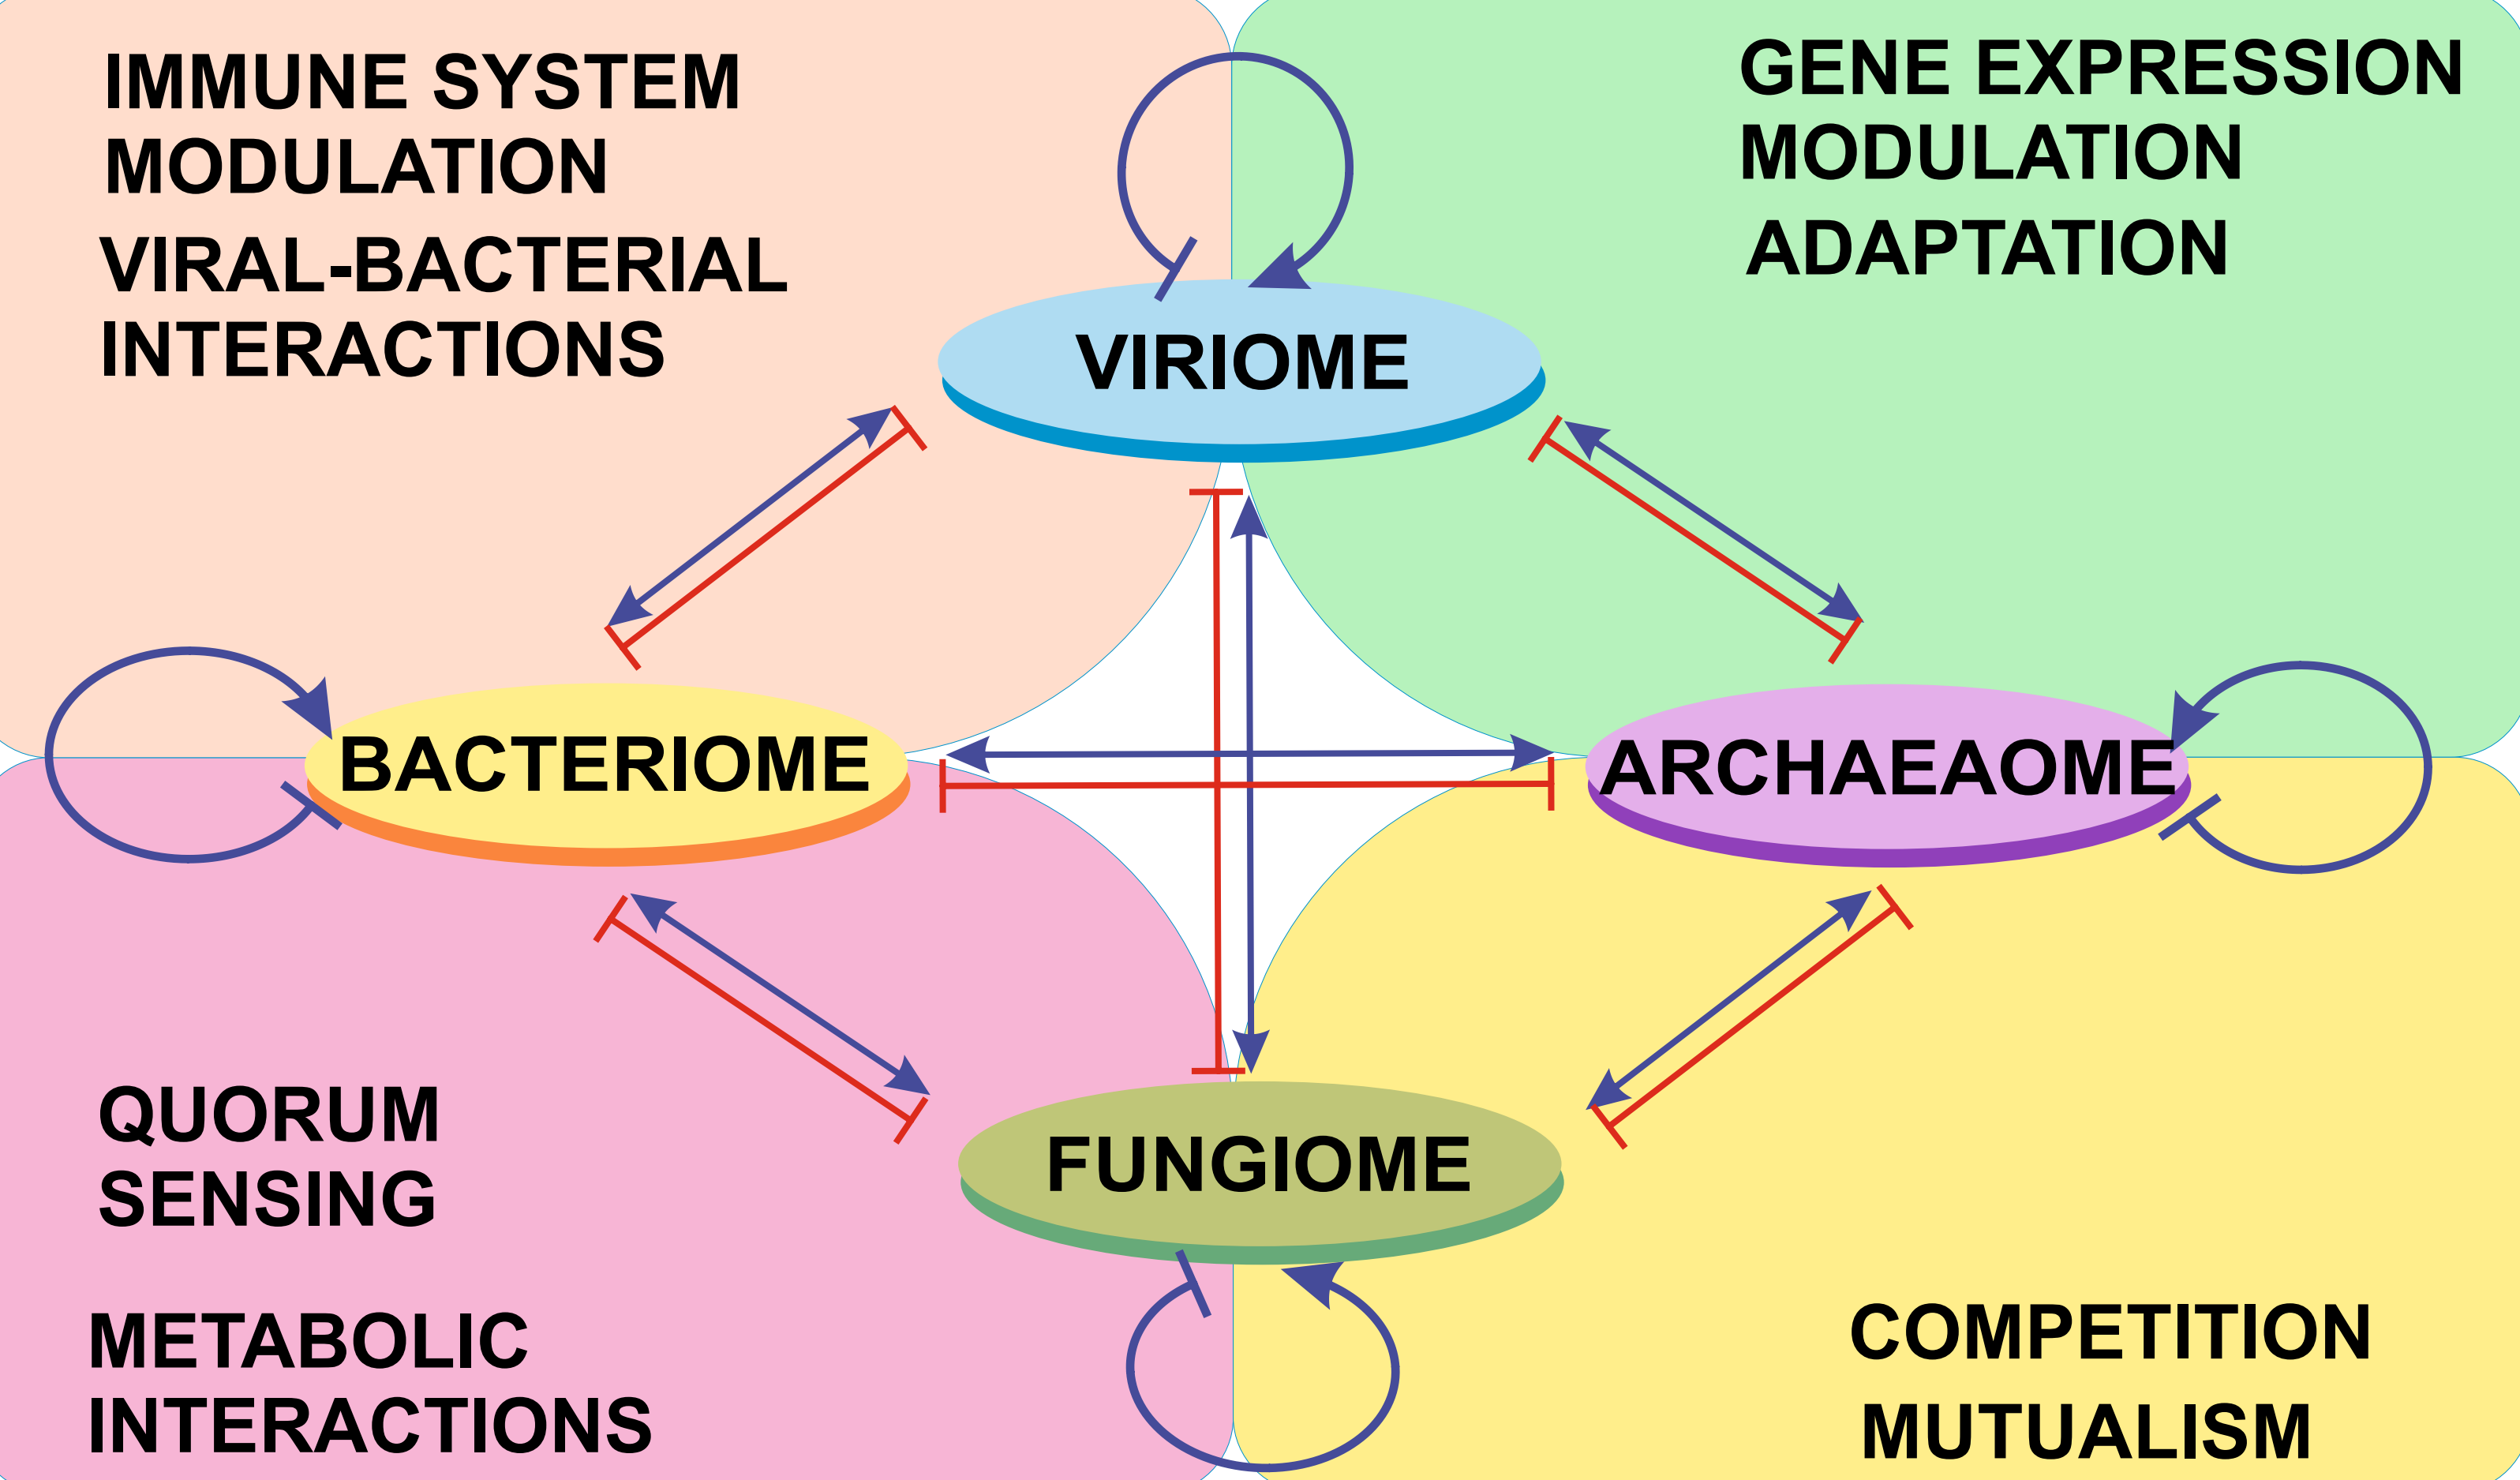 IMMUNE SYSTEM
MODULATION
VIRAL-BACTERIAL
INTERACTIONS
GENE EXPRESSION
MODULATION
ADAPTATION
VIRIOME
BACTERIOME
ARCHAEAOME
FUNGIOME
QUORUM
SENSING
METABOLIC
INTERACTIONS
COMPETITION
MUTUALISM